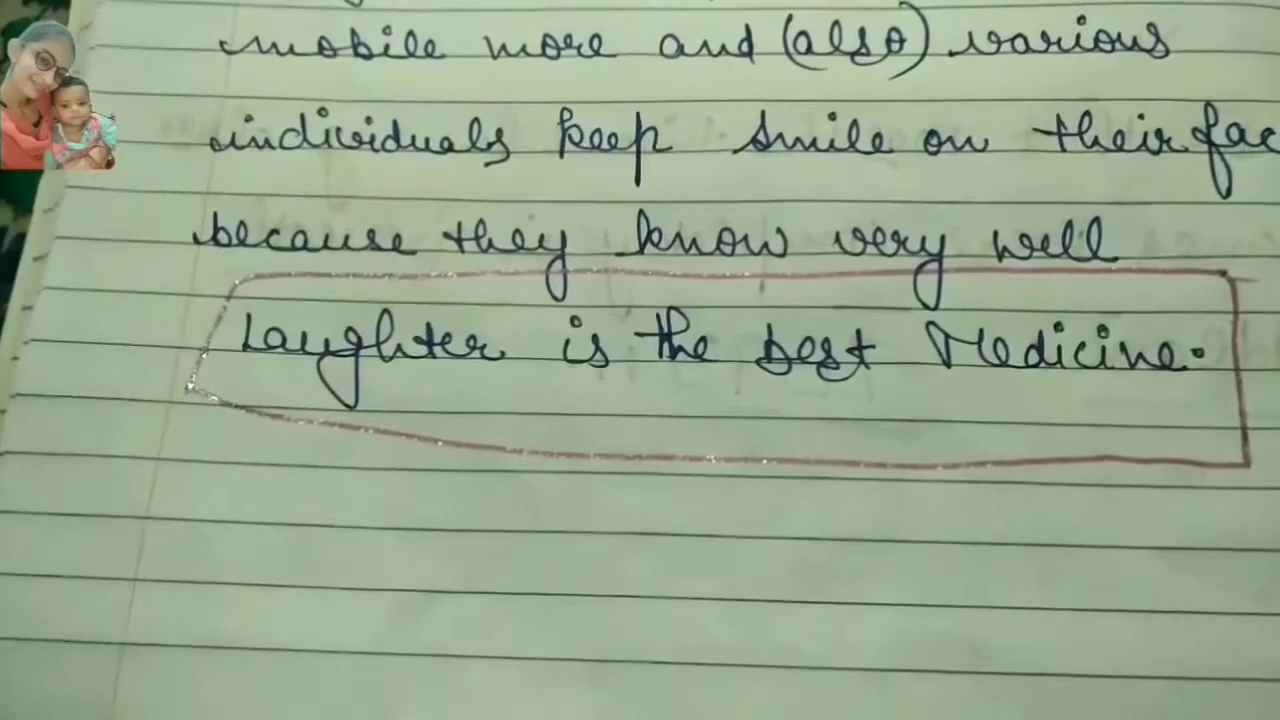 mobile more and (also) various
individuals keep smile on their fac
because they know very well
Laughter is the best Medicine.